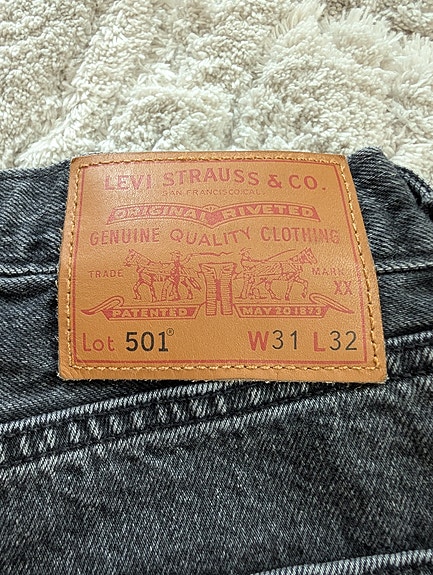 LEVI STRAUSS & CO.
SAN FRANCISCO, CAL.
ORIGINAL RIVETED
GENUINE QUALITY CLOTHING
TRADE MARK
XX
PATENTED MAY 20 1873
Lot 501® W31 L32